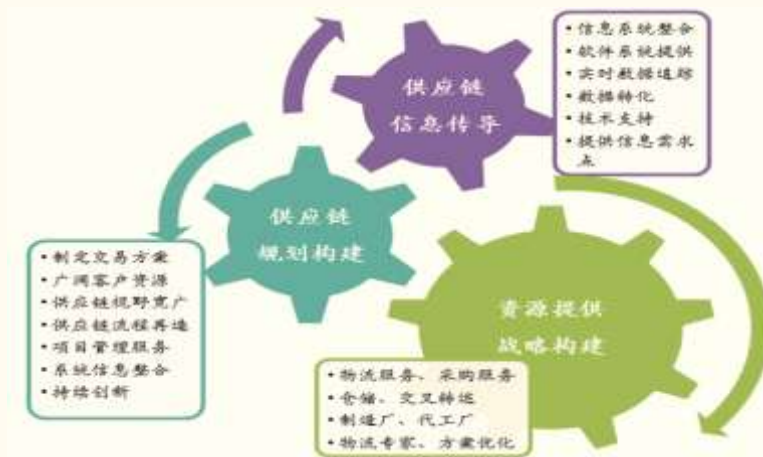 供应链
信息传导
• 信息系统整合
• 软件系统提供
• 实时数据追踪
• 数据转化
• 技术支持
• 提供信息需求
点
供应链
规划构建
• 制定交易方案
• 广阔客户资源
• 供应链视野宽广
• 供应链流程再造
• 项目管理服务
• 系统信息整合
• 持续创新
资源提供
战略构建
• 物流服务、采购服务
• 仓储、交叉转运
• 制造厂、代工厂
• 物流专家、方案优化